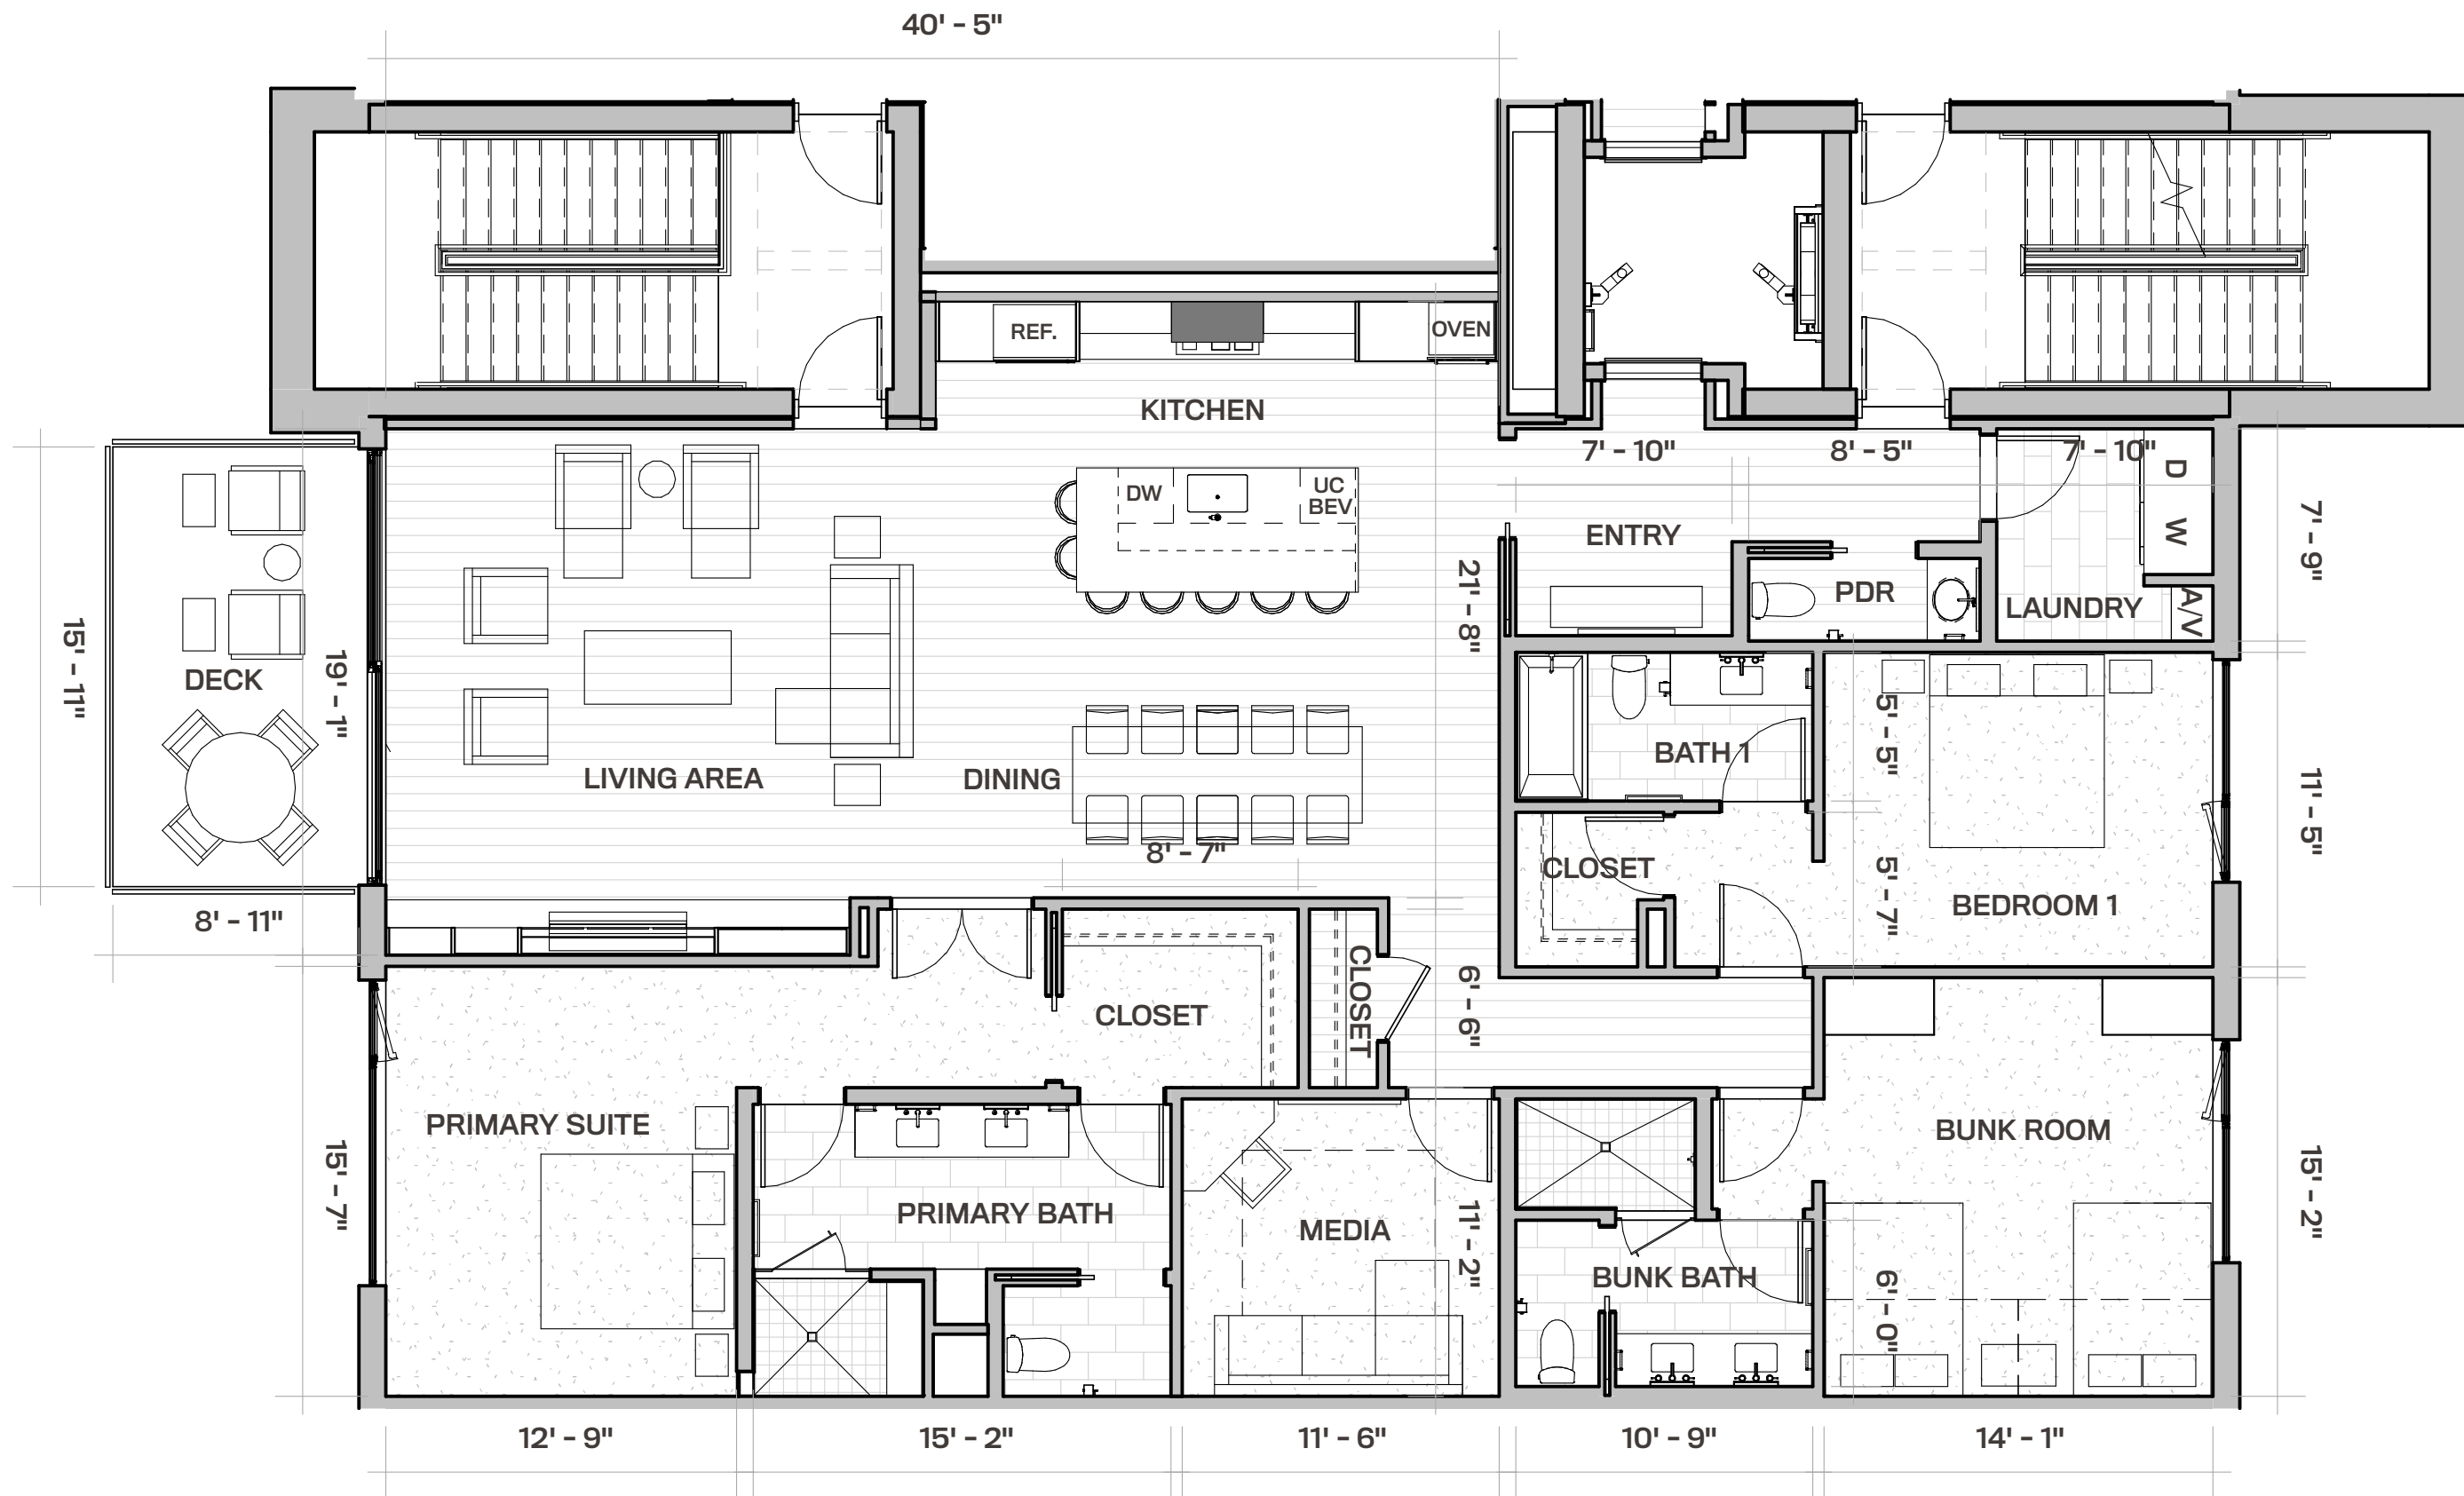 40' - 5"
REF.
OVEN
KITCHEN
7' - 10"
8' - 5"
7' - 10"
D
W
DW
UC
BEV
ENTRY
7' - 9"
PDR
LAUNDRY
A/V
21' - 8"
15' - 11"
DECK
19' - 1"
LIVING AREA
DINING
BATH 1
5' - 5"
11' - 5"
8' - 7"
CLOSET
5' - 7"
BEDROOM 1
8' - 11"
CLOSET
CLOSET
6' - 6"
PRIMARY SUITE
BUNK ROOM
15' - 7"
PRIMARY BATH
MEDIA
11' - 2"
15' - 2"
BUNK BATH
6' - 0"
12' - 9"
15' - 2"
11' - 6"
10' - 9"
14' - 1"